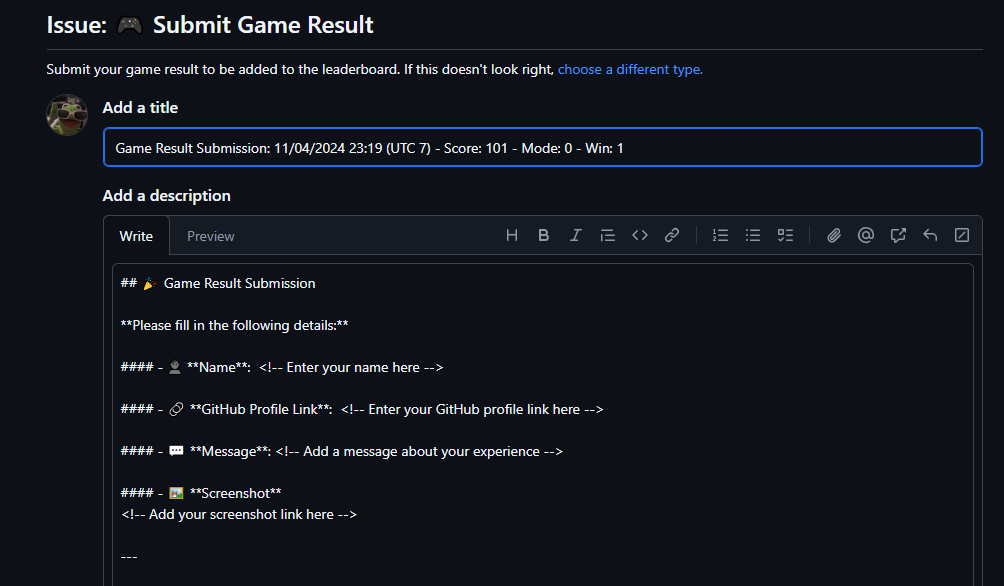 Issue: 🎮 Submit Game Result
Submit your game result to be added to the leaderboard. If this doesn't look right, choose a different type.
Add a title
Game Result Submission: 11/04/2024 23:19 (UTC 7) - Score: 101 - Mode: 0 - Win: 1
Add a description
Write Preview
## 🎉 Game Result Submission
**Please fill in the following details:**
#### - 👤 **Name**: <!-- Enter your name here -->
#### - 🔗 **GitHub Profile Link**: <!-- Enter your GitHub profile link here -->
#### - 💬 **Message**: <!-- Add a message about your experience -->
#### - 🖼️ **Screenshot**
<!-- Add your screenshot link here -->
---